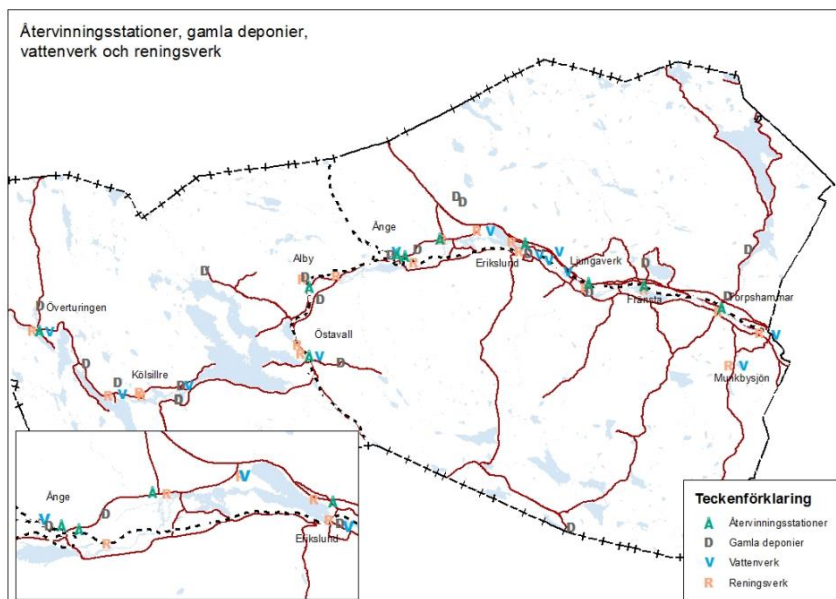 Återvinningsstationer, gamla deponier,
vattenverk och reningsverk
D
D
D
Ånge
D
Å
R
V
V
D
Å
Å
D
R
R
Å
R
D
V
V
V
V
Erikslund
Ljungaverk
Å
D
D
Å
Fränsta
D
D
Torpshammar
Å
R
V
R
V
Munkbysjön
Alby
D
R
D
Å
R
D
Östavall
R
R
Å
V
D
D
Överturingen
R
Å
V
D
Kölsillre
D
R
V
R
D
V
D
D
Ånge
V
D
Å
Å
D
R
Å
R
R
V
R
Å
R
D
D
V
Erikslund
Teckenförklaring
Å Återvinningsstationer
D Gamla deponier
V Vattenverk
R Reningsverk